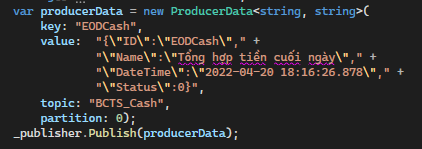 var producerData = new ProducerData<string, string>(
key: "EODCash",
value: "{\"ID\":\"EODCash\"," +
"\"Name\":\"Tổng hợp tiền cuối ngày\"," +
"\"DateTime\":\"2022-04-20 18:16:26.878\"," +
"\"Status\":0}",
topic: "BCTS_Cash",
partition: 0);
_publisher.Publish(producerData);